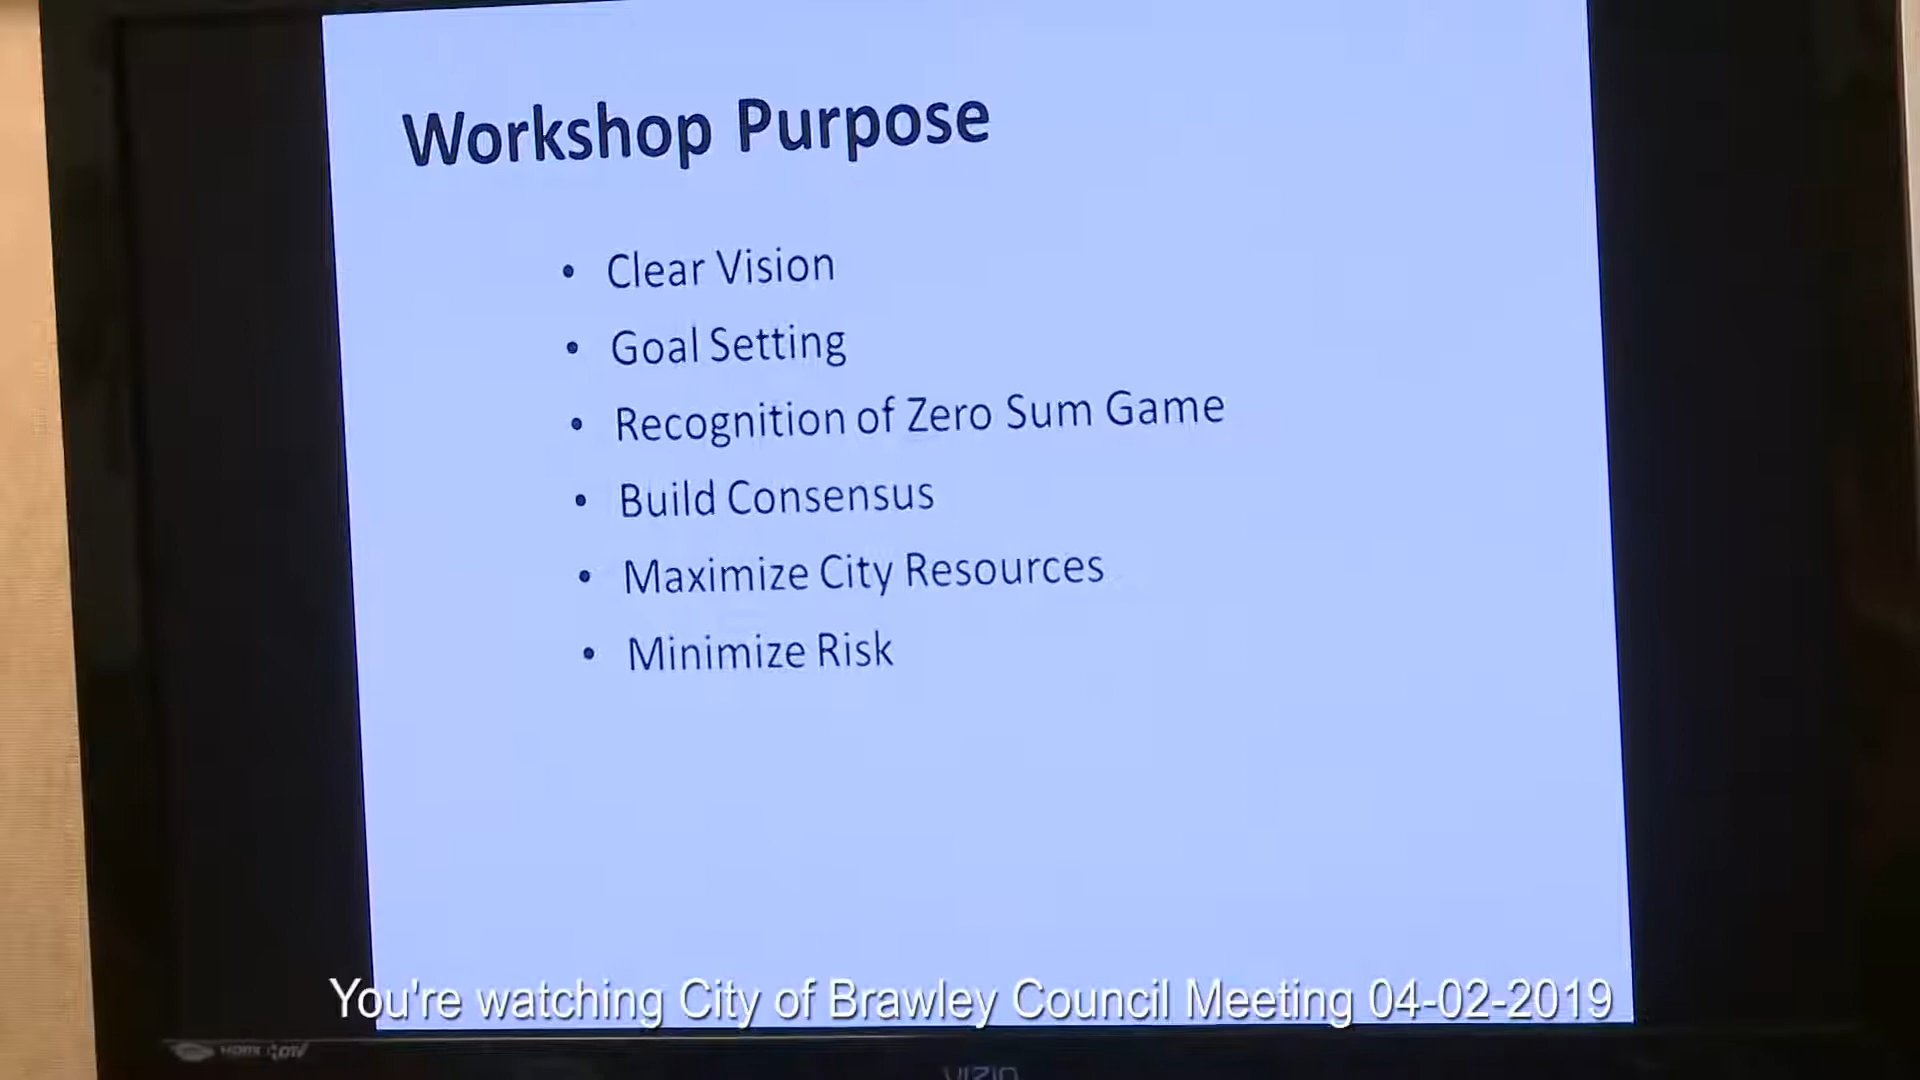 Workshop Purpose
• Clear Vision
• Goal Setting
• Recognition of Zero Sum Game
• Build Consensus
• Maximize City Resources
• Minimize Risk
You're watching City of Brawley Council Meeting 04-02-2019
VIZIO